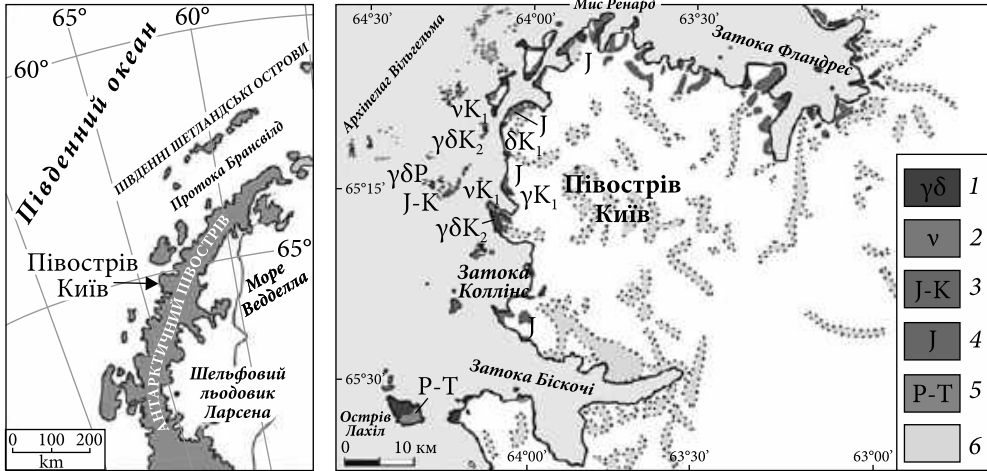 65°
60°
60°
Південний океан
ПІВДЕННІ ШЕТЛАНДСЬКІ ОСТРОВИ
Протока Брансвілд
65°
Півострів
Київ
АНТАРКТИЧНИЙ ПІВОСТРІВ
Море
Ведделла
Шельфовий
льодовик
Ларсена
0 100 200
km
64°30′
64°00′
63°30′
Мис Ренард
Затока Фландрес
Архіпелаг Вільгельма
J
νK₁
J
γδK₂
δK₁
γδP
J
65°15′
νK₁
γK₁
J-K
Півострів
Київ
γδK₂
Затока
Коллінс
J
Затока Біскочі
65°30′
P-T
Острів
Лахіл
0 10 км
64°00′
63°30′
63°00′
γδ 1
ν 2
J-K 3
J 4
P-T 5
6